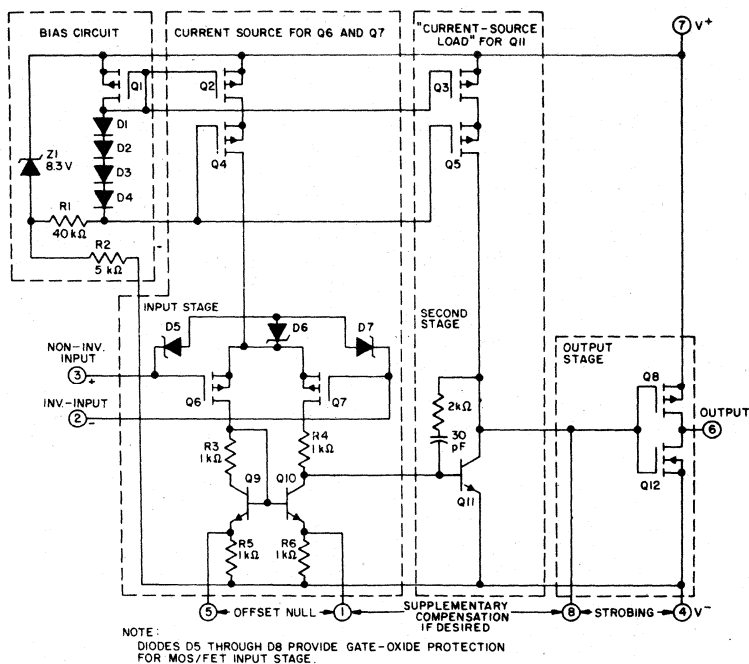 BIAS CIRCUIT
CURRENT SOURCE FOR Q6 AND Q7
"CURRENT-SOURCE
LOAD" FOR Q11
7 V+
Q1
Q2
Q3
D1
D2
D3
D4
Z1
8.3 V
Q4
Q5
R1
40 kΩ
R2
5 kΩ
INPUT STAGE
D5
D6
D7
SECOND
STAGE
OUTPUT
STAGE
NON-INV.
INPUT
3 +
Q6
Q7
INV.-INPUT
2 -
2kΩ
30
pF
Q8
OUTPUT
6
R3
1 kΩ
R4
1 kΩ
Q9
Q10
Q11
Q12
R5
1 kΩ
R6
1 kΩ
5 OFFSET NULL 1
SUPPLEMENTARY
COMPENSATION
IF DESIRED
8 STROBING 4 V-
NOTE:
DIODES D5 THROUGH D8 PROVIDE GATE-OXIDE PROTECTION
FOR MOS/FET INPUT STAGE.